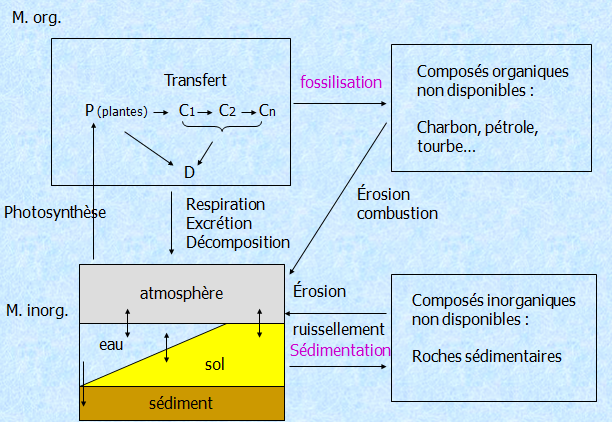 M. org.
Transfert
P (plantes) C1 C2 Cn
D
fossilisation
Composés organiques
non disponibles :
Charbon, pétrole,
tourbe...
Photosynthèse
Respiration
Excrétion
Décomposition
Érosion
combustion
M. inorg.
atmosphère
eau
sol
sédiment
Érosion
ruissellement
Sédimentation
Composés inorganiques
non disponibles :
Roches sédimentaires